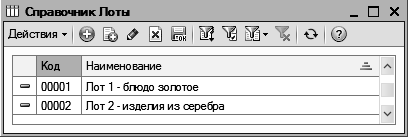 Справочник Лоты
Действия
Код Наименование
00001 Лот 1 - блюдо золотое
00002 Лот 2 - изделия из серебра